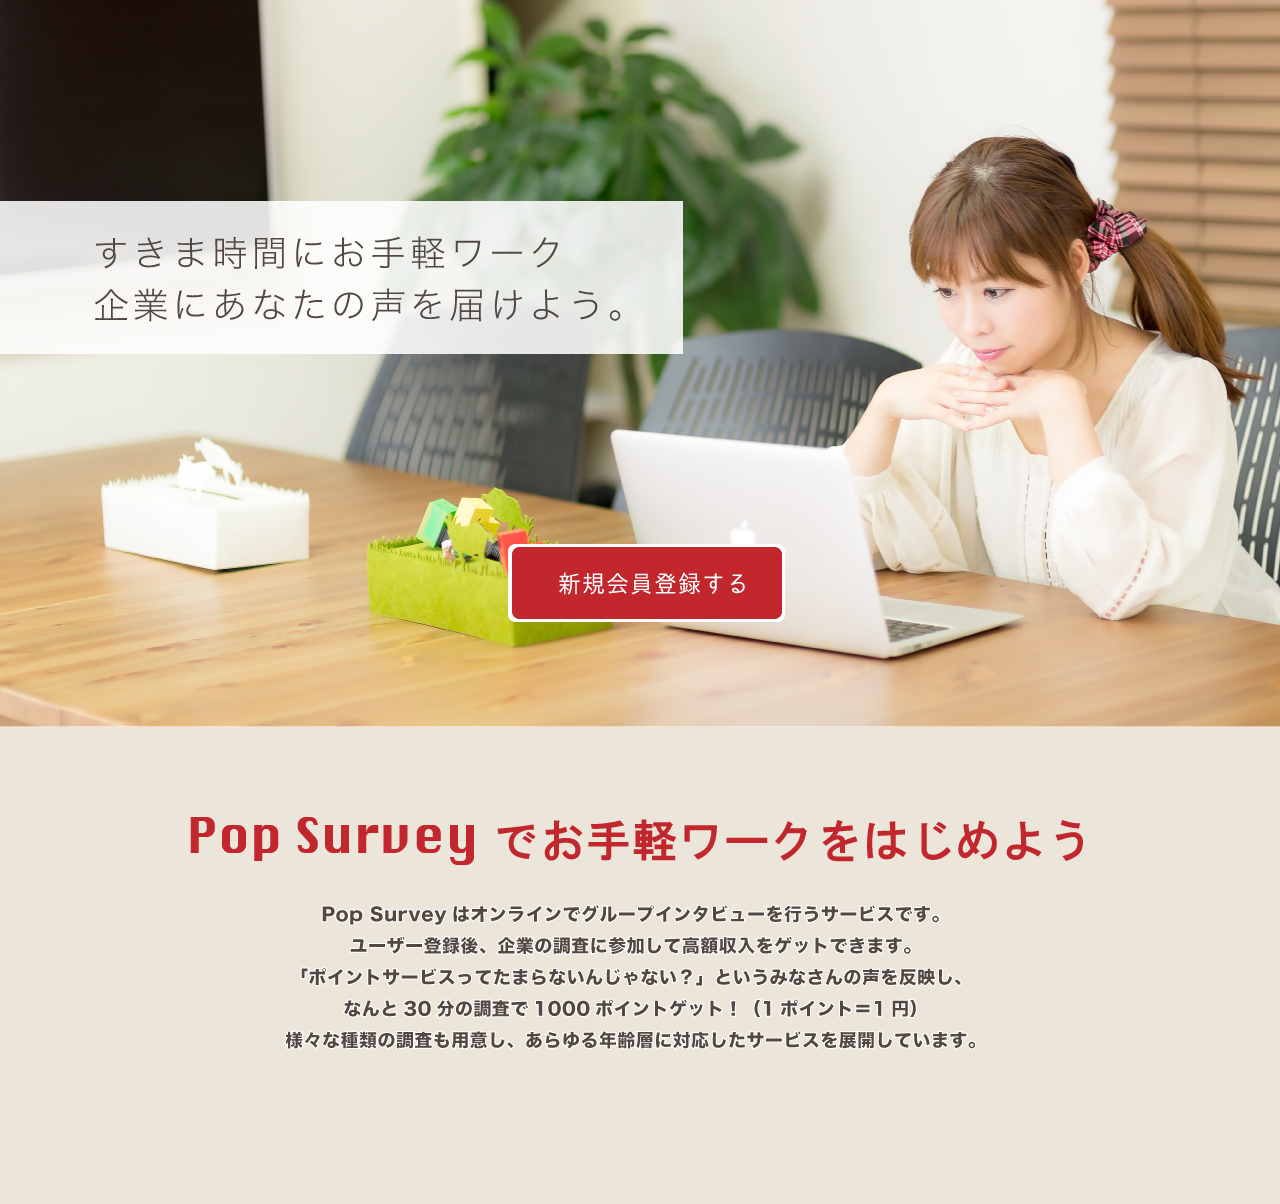 すきま時間にお手軽ワーク
企業にあなたの声を届けよう。
新規会員登録する
Pop Survey でお手軽ワークをはじめよう
Pop Survey はオンラインでグループインタビューを行うサービスです。
ユーザー登録後、企業の調査に参加して高額収入をゲットできます。
「ポイントサービスってたまらないんじゃない？」というみなさんの声を反映し、
なんと 30 分の調査で 1000 ポイントゲット！（1 ポイント＝1 円）
様々な種類の調査も用意し、あらゆる年齢層に対応したサービスを展開しています。